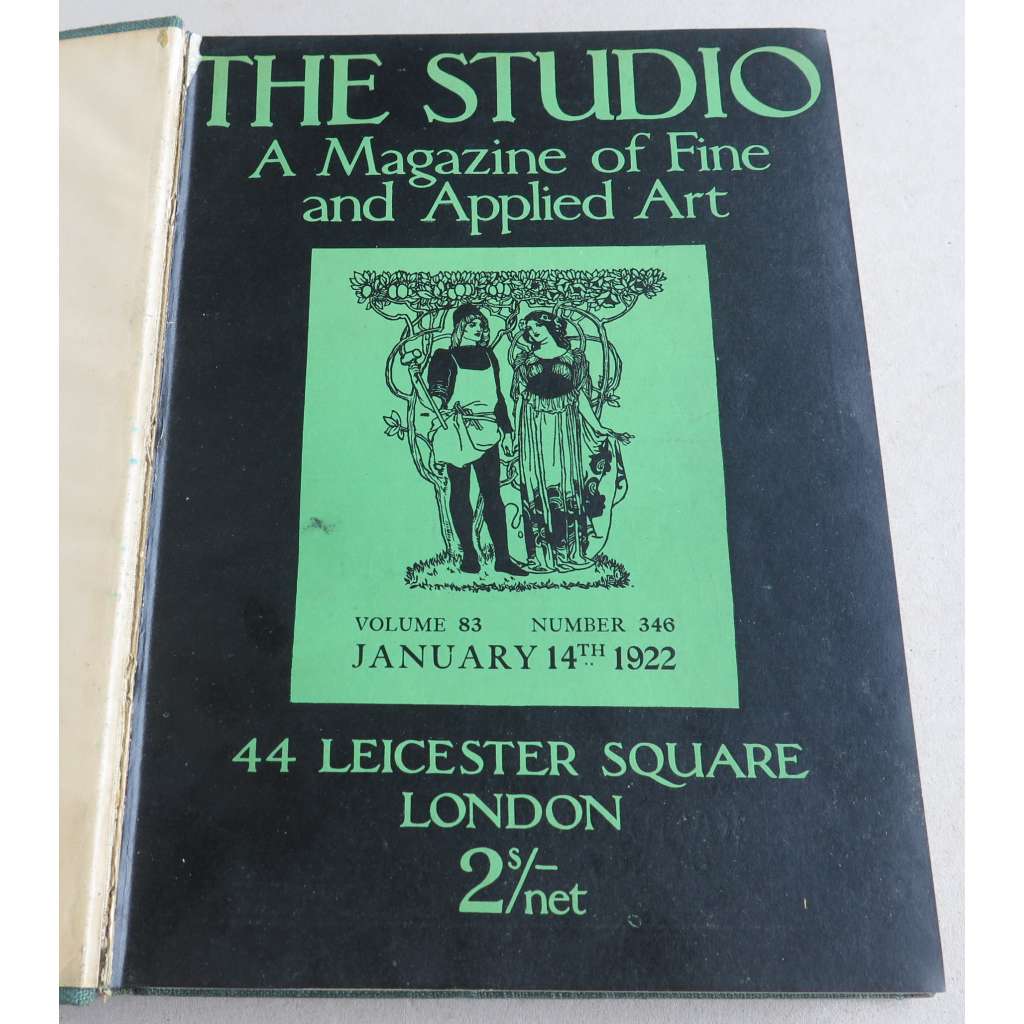 THE STUDIO
A Magazine of Fine
and Applied Art
VOLUME 83 NUMBER 346
JANUARY 14TH 1922
44 LEICESTER SQUARE
LONDON
2s/- net